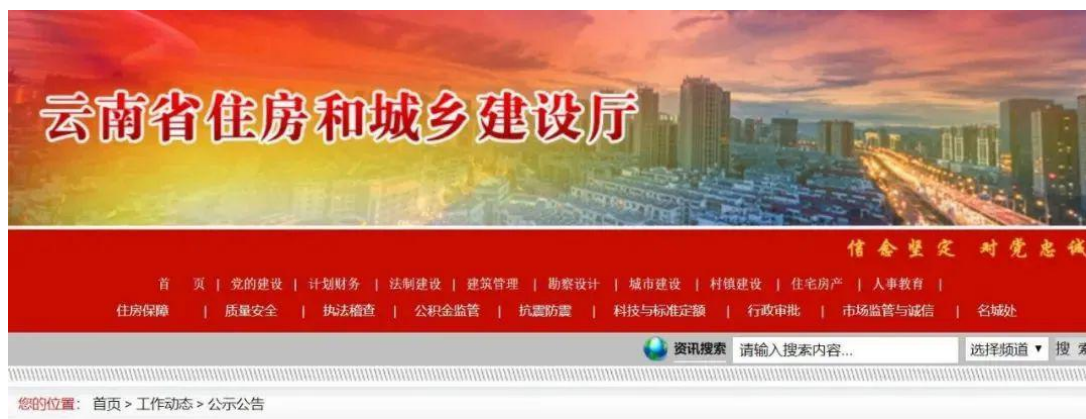 云南省住房和城乡建设厅
信念坚定 对党忠诚
首 页 | 党的建设 | 计划财务 | 法制建设 | 建筑管理 | 勘察设计 | 城市建设 | 村镇建设 | 住宅房产 | 人事教育 |
住房保障 | 质量安全 | 执法稽查 | 公积金监管 | 抗震防震 | 科技与标准定额 | 行政审批 | 市场监管与诚信 | 名城处
资讯搜索 请输入搜索内容... 选择频道 ▼ 搜 索
您的位置： 首页 > 工作动态 > 公示公告